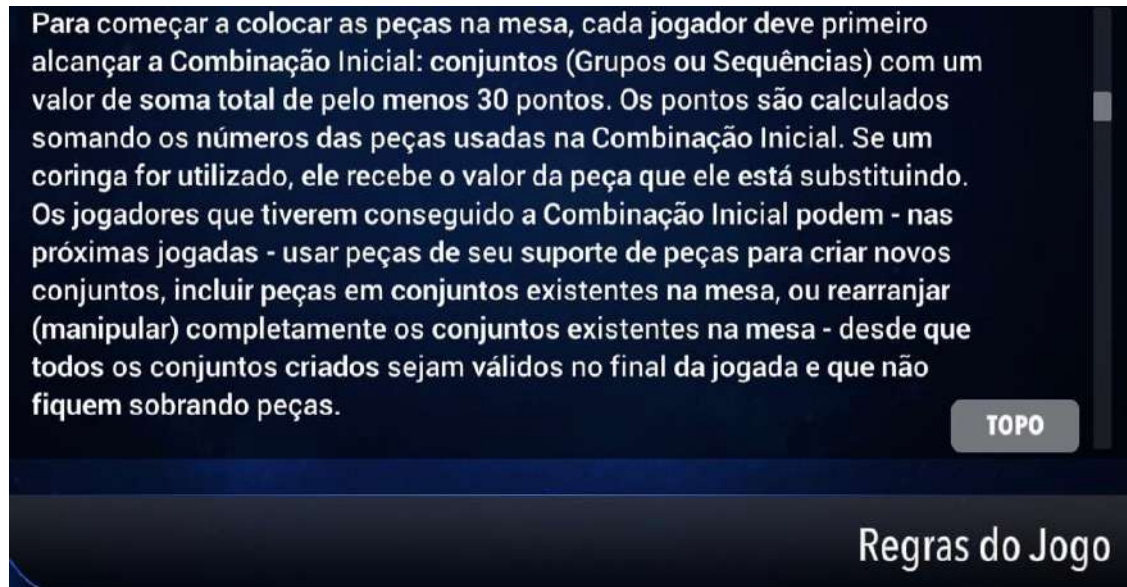 Para começar a colocar as peças na mesa, cada jogador deve primeiro
alcançar a Combinação Inicial: conjuntos (Grupos ou Sequências) com um
valor de soma total de pelo menos 30 pontos. Os pontos são calculados
somando os números das peças usadas na Combinação Inicial. Se um
coringa for utilizado, ele recebe o valor da peça que ele está substituindo.
Os jogadores que tiverem conseguido a Combinação Inicial podem - nas
próximas jogadas - usar peças de seu suporte de peças para criar novos
conjuntos, incluir peças em conjuntos existentes na mesa, ou rearranjar
(manipular) completamente os conjuntos existentes na mesa - desde que
todos os conjuntos criados sejam válidos no final da jogada e que não
fiquem sobrando peças.
TOPO
Regras do Jogo